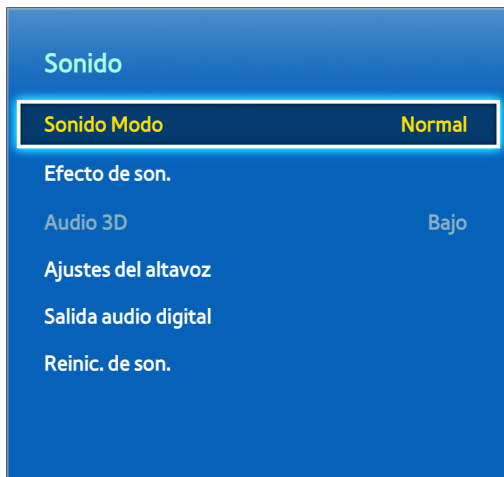 Sonido
Sonido Modo Normal
Efecto de son.
Audio 3D Bajo
Ajustes del altavoz
Salida audio digital
Reinic. de son.